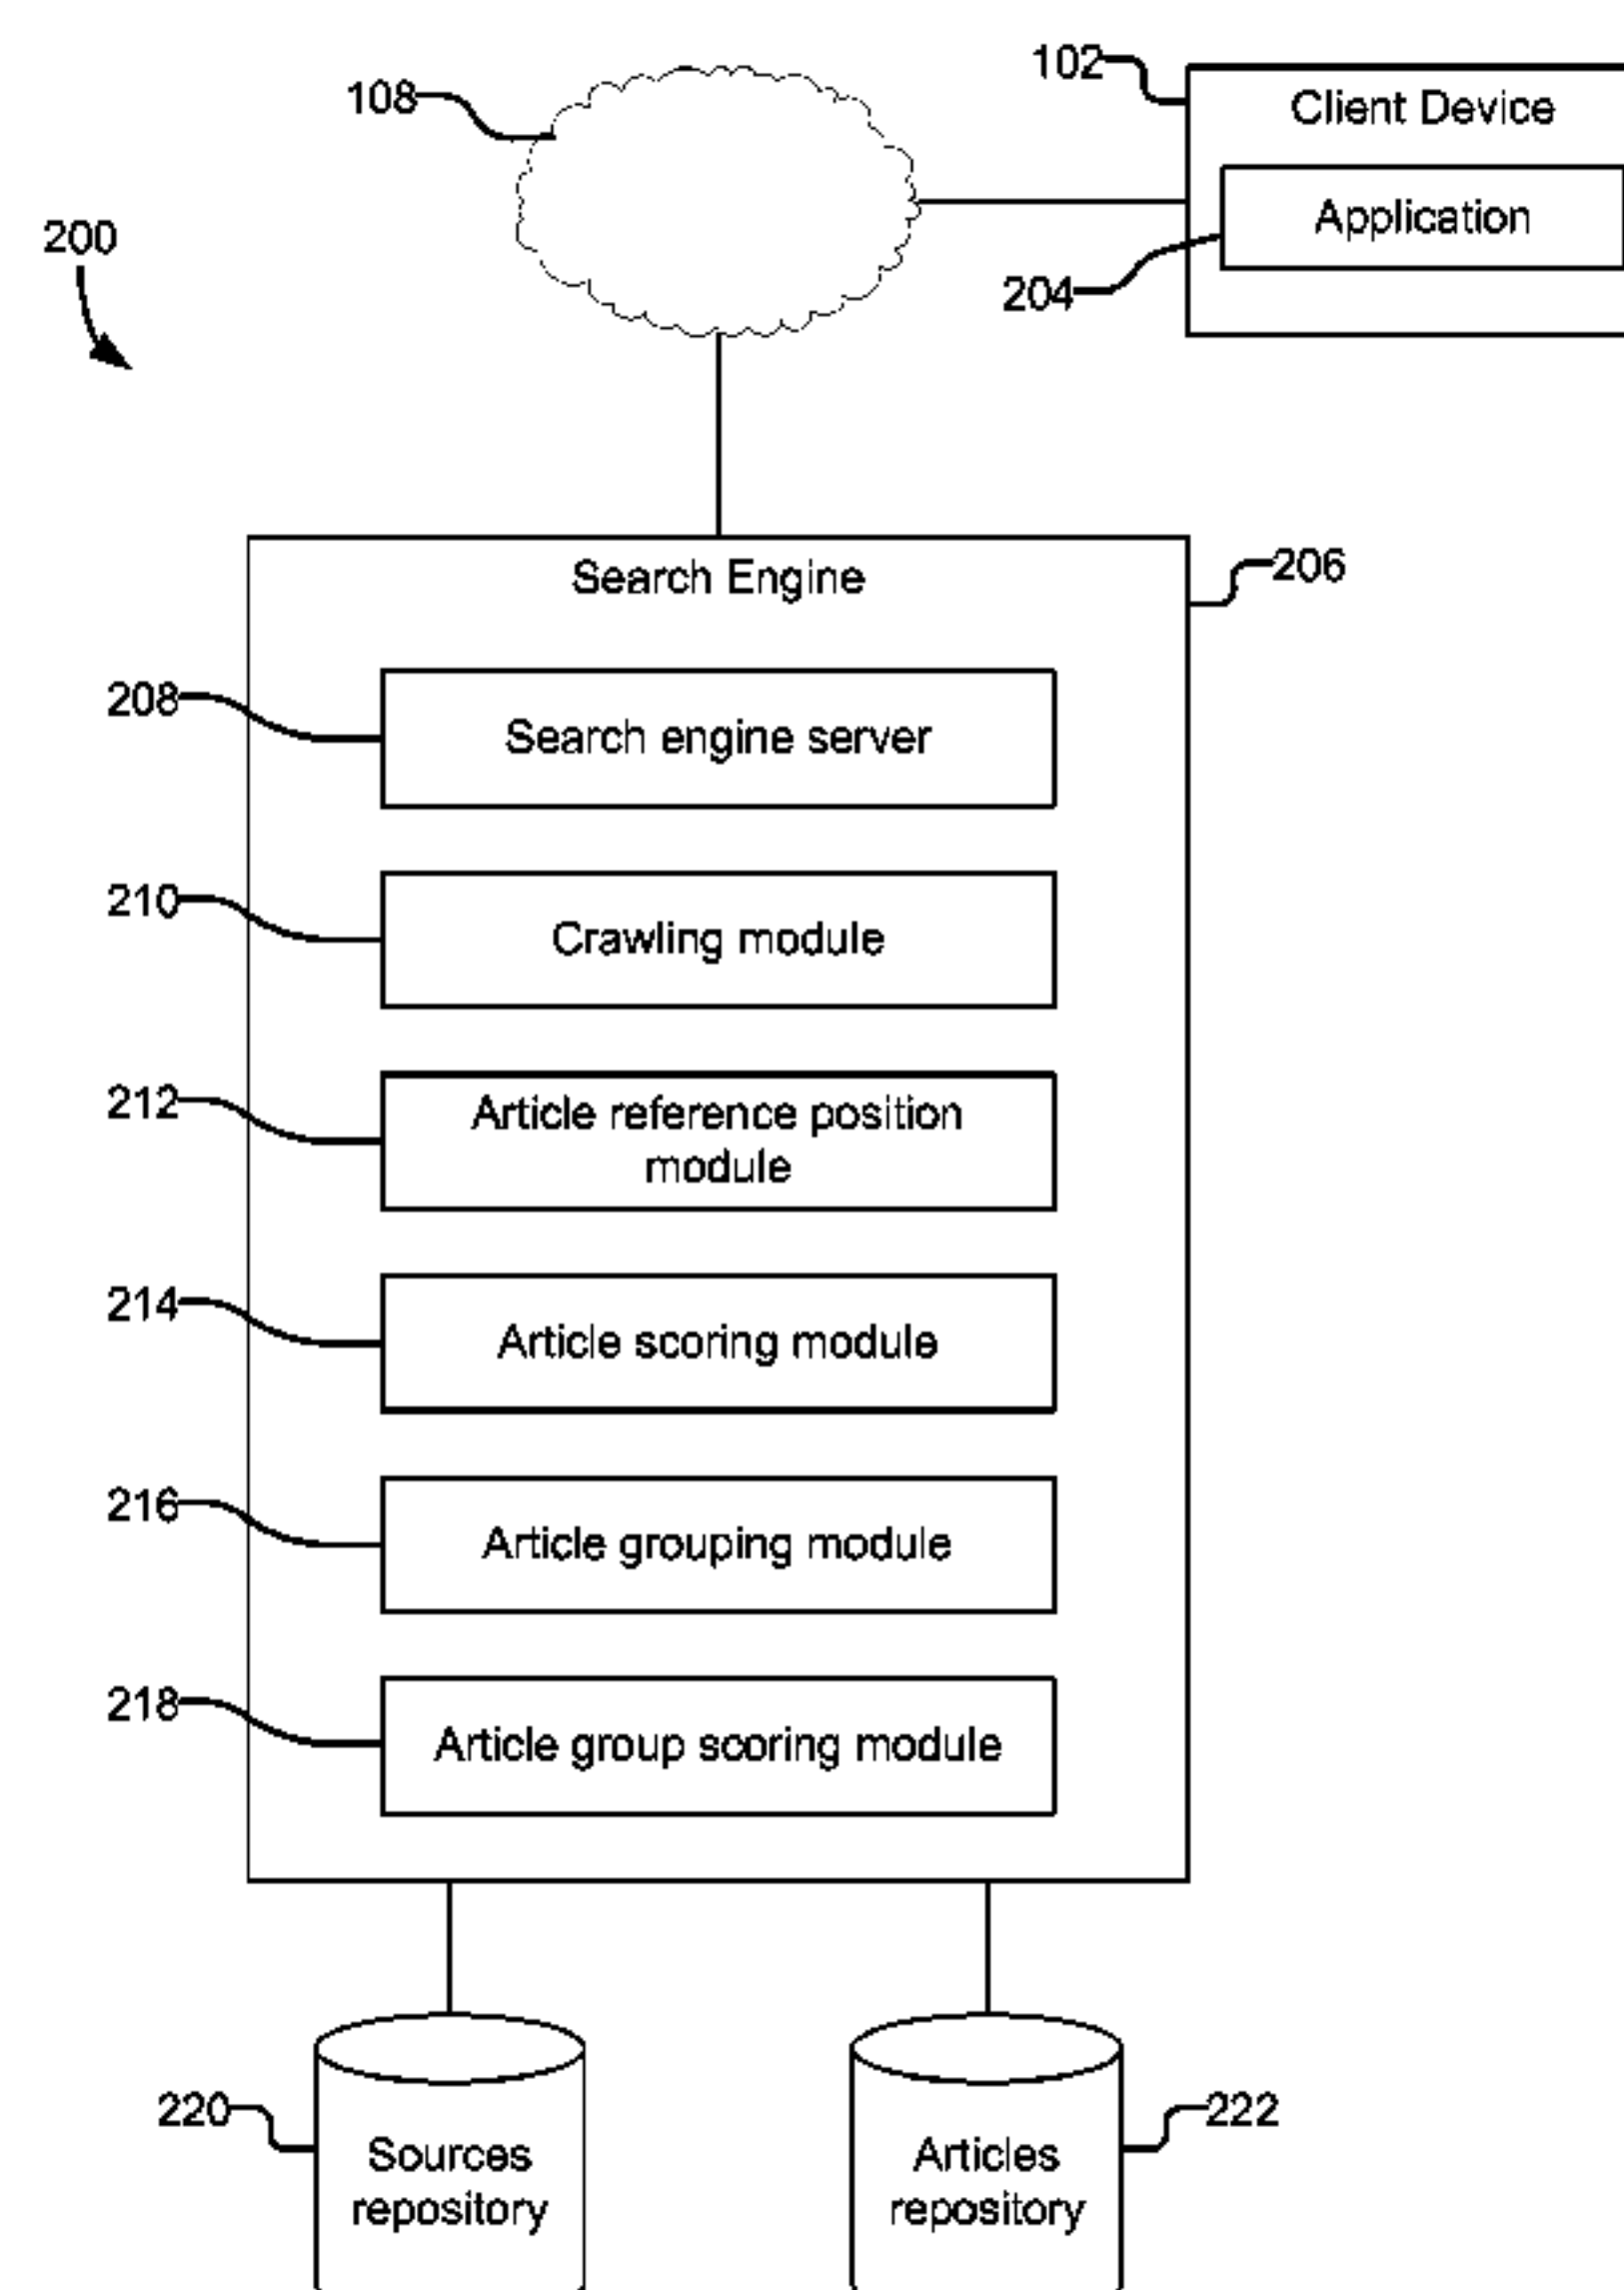 102
Client Device
108
Application
200
204
Search Engine
206
208
Search engine server
210
Crawling module
212
Article reference position
module
214
Article scoring module
216
Article grouping module
218
Article group scoring module
220
222
Sources
repository
Articles
repository